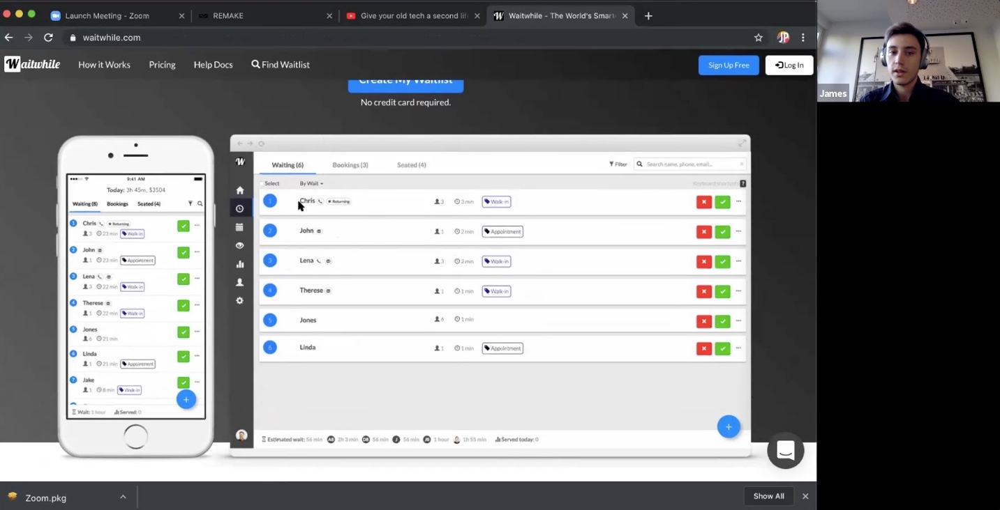 Launch Meeting - Zoom
REMAKE
Give your old tech a second lif
Waitwhile - The World's Smart
waitwhile.com
JP
Waitwhile
How it Works
Pricing
Help Docs
Find Waitlist
Sign Up Free
Log In
Create My Waitlist
No credit card required.
9:41 AM
Today: 3h 45m, $3504
Waiting (8) Bookings Seated (4)
1 Chris Returning
3 23 min Walk-in
2 John
1 23 min Appointment
3 Lena
3 22 min Walk-in
4 Therese
1 22 min Walk-in
5 Jones
6 21 min
6 Linda
1 21 min Appointment
7 Jake
1 8 min Walk-in
+
Wait: 1 hour Served: 0
W
Waiting (6) Bookings (3) Seated (4) Filter Search name, phone, email...
Select By Wait Keyboard shortcuts ?
1 Chris Returning 3 3 min Walk-in
2 John 1 2 min Appointment
3 Lena 3 2 min Walk-in
4 Therese 1 1 min Walk-in
5 Jones 6 1 min
6 Linda 1 1 min Appointment
+
Estimated wait: 56 min AB 2h 3 min DB 56 min J 56 min JB 1 hour 1h 55 min Served today: 0
James
Zoom.pkg
Show All